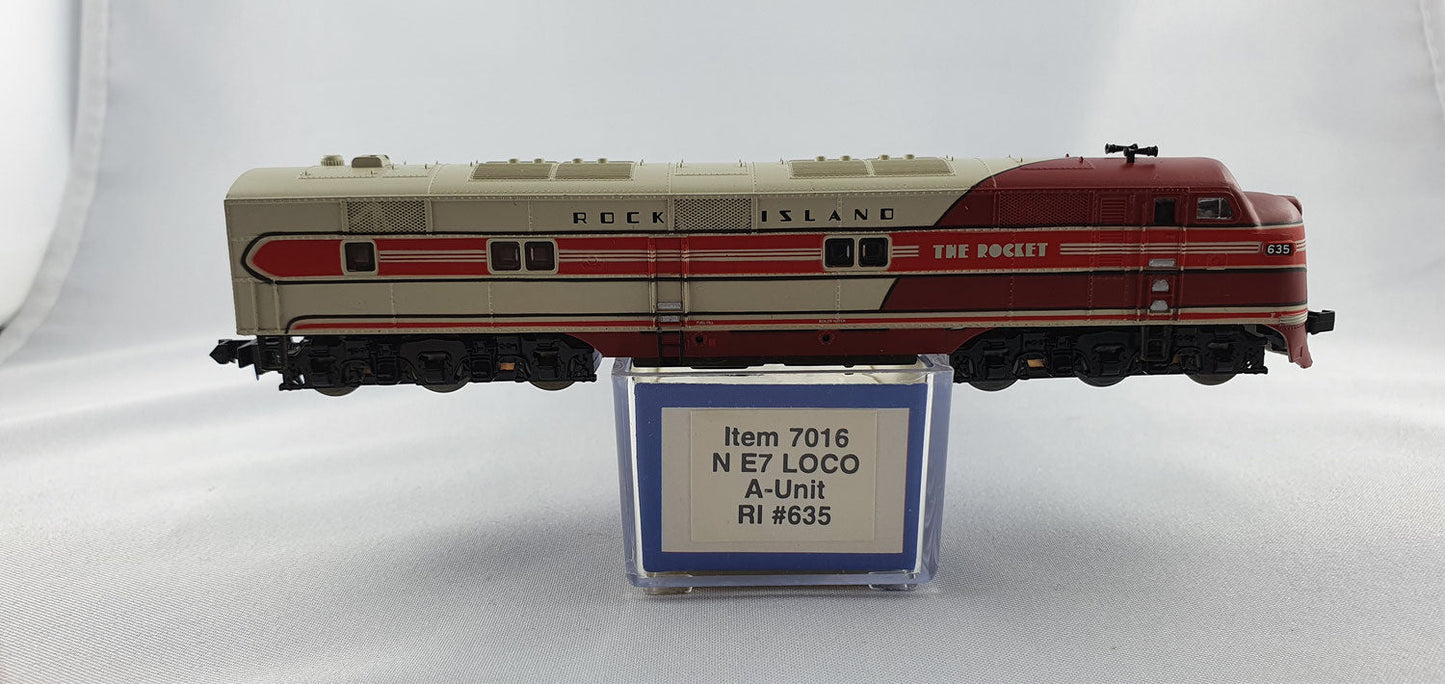 ROCK ISLAND
THE ROCKET
635
Item 7016
N E7 LOCO
A-Unit
RI #635